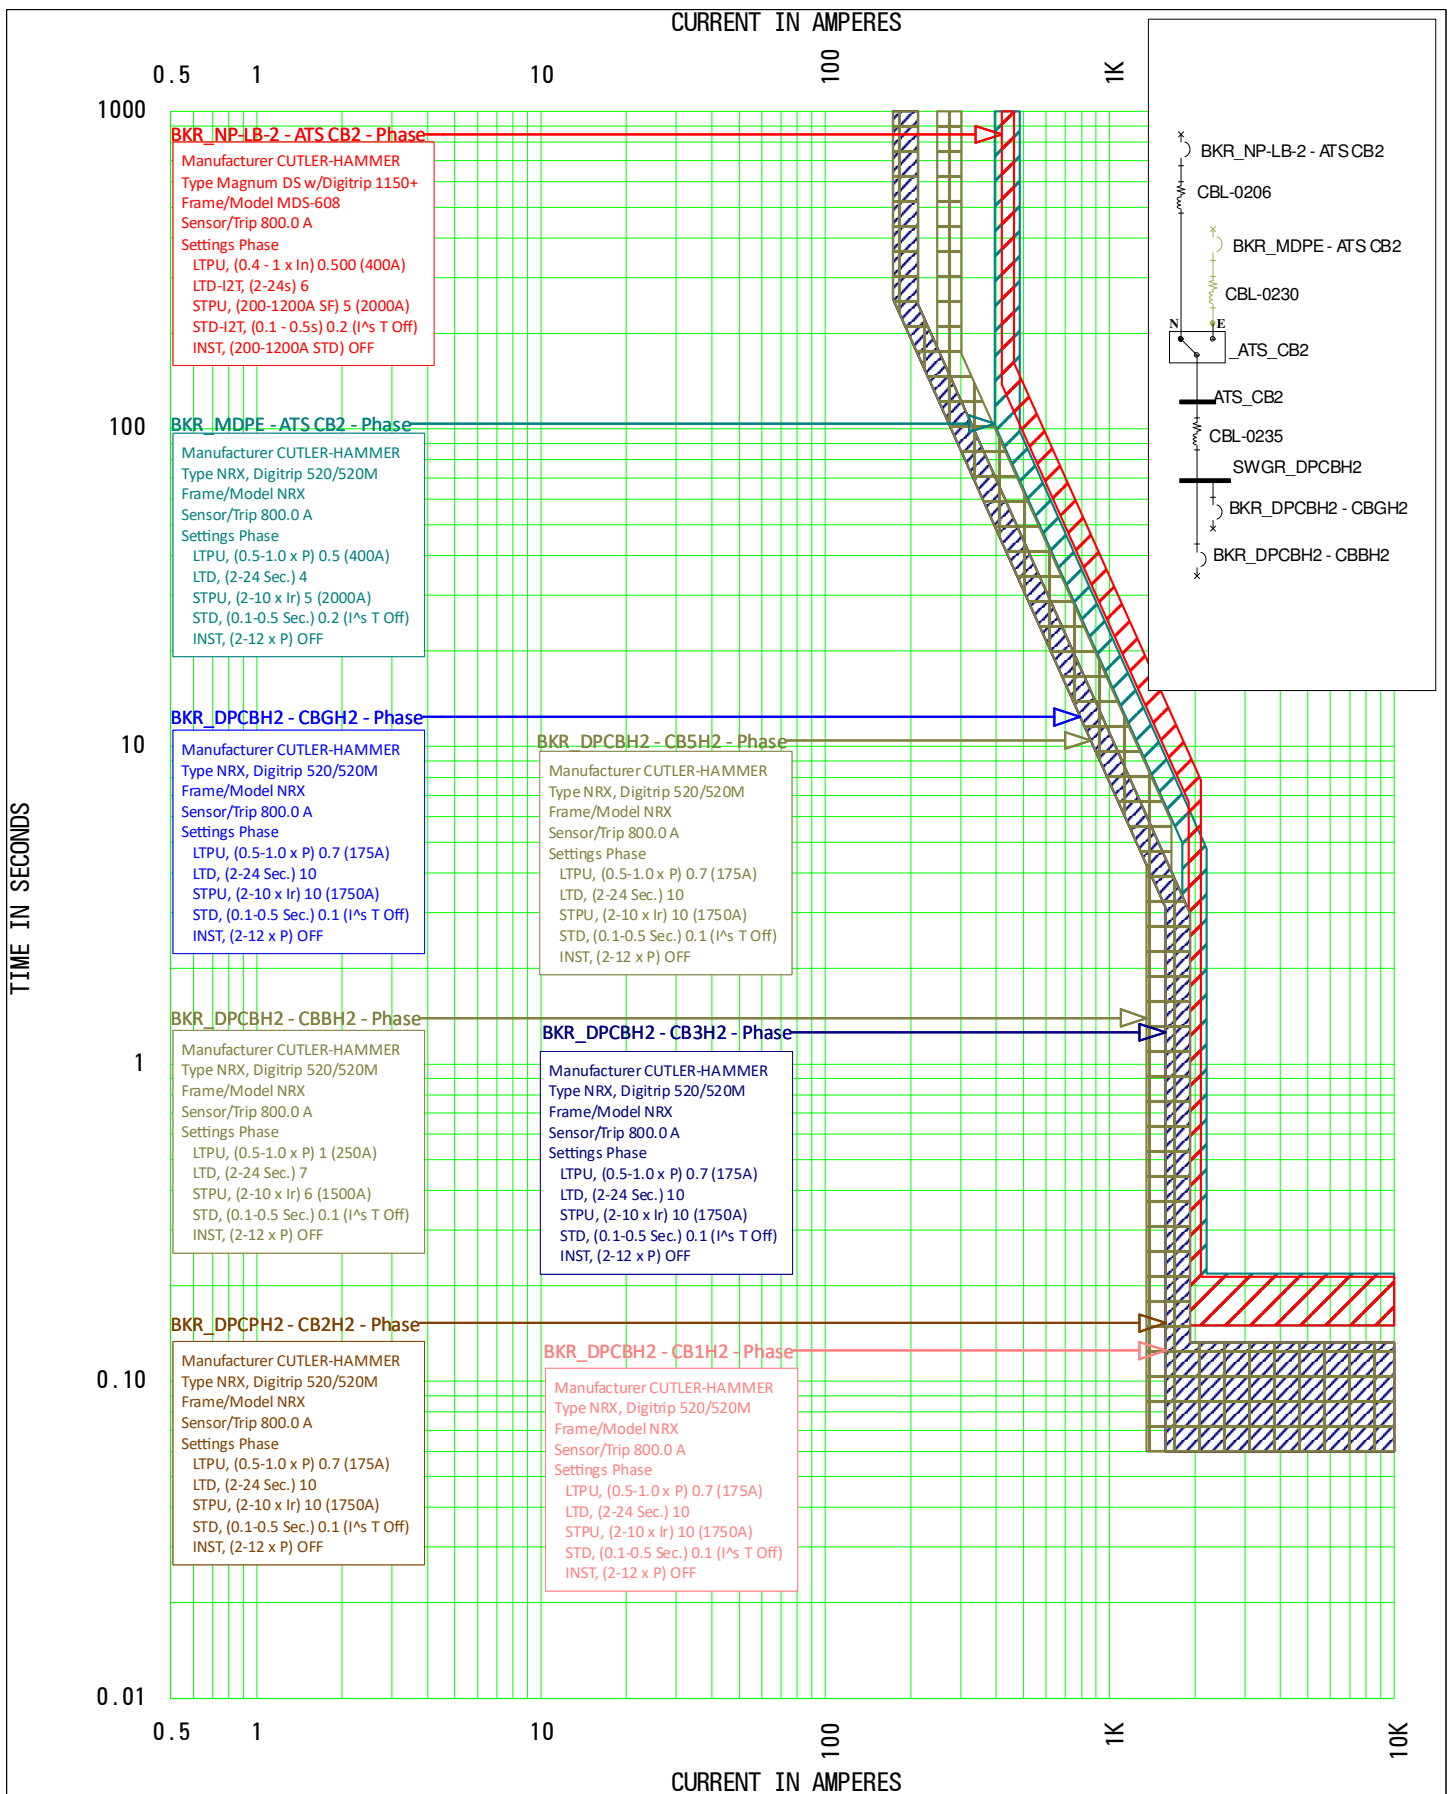 CURRENT IN AMPERES
0.5 1 10 100 1K
1000
100
10
1
0.10
0.01
TIME IN SECONDS
BKR_NP-LB-2 - ATS CB2 - Phase
Manufacturer CUTLER-HAMMER
Type Magnum DS w/Digitrip 1150+
Frame/Model MDS-608
Sensor/Trip 800.0 A
Settings Phase
LTPU, (0.4 - 1 x In) 0.500 (400A)
LTD-I2T, (2-24s) 6
STPU, (200-1200A SF) 5 (2000A)
STD-I2T, (0.1 - 0.5s) 0.2 (I^s T Off)
INST, (200-1200A STD) OFF
BKR_MDPE - ATS CB2 - Phase
Manufacturer CUTLER-HAMMER
Type NRX, Digitrip 520/520M
Frame/Model NRX
Sensor/Trip 800.0 A
Settings Phase
LTPU, (0.5-1.0 x P) 0.5 (400A)
LTD, (2-24 Sec.) 4
STPU, (2-10 x Ir) 5 (2000A)
STD, (0.1-0.5 Sec.) 0.2 (I^s T Off)
INST, (2-12 x P) OFF
BKR_DPCBH2 - CBGH2 - Phase
Manufacturer CUTLER-HAMMER
Type NRX, Digitrip 520/520M
Frame/Model NRX
Sensor/Trip 800.0 A
Settings Phase
LTPU, (0.5-1.0 x P) 0.7 (175A)
LTD, (2-24 Sec.) 10
STPU, (2-10 x Ir) 10 (1750A)
STD, (0.1-0.5 Sec.) 0.1 (I^s T Off)
INST, (2-12 x P) OFF
BKR_DPCBH2 - CB5H2 - Phase
Manufacturer CUTLER-HAMMER
Type NRX, Digitrip 520/520M
Frame/Model NRX
Sensor/Trip 800.0 A
Settings Phase
LTPU, (0.5-1.0 x P) 0.7 (175A)
LTD, (2-24 Sec.) 10
STPU, (2-10 x Ir) 10 (1750A)
STD, (0.1-0.5 Sec.) 0.1 (I^s T Off)
INST, (2-12 x P) OFF
BKR_DPCBH2 - CBBH2 - Phase
Manufacturer CUTLER-HAMMER
Type NRX, Digitrip 520/520M
Frame/Model NRX
Sensor/Trip 800.0 A
Settings Phase
LTPU, (0.5-1.0 x P) 1 (250A)
LTD, (2-24 Sec.) 7
STPU, (2-10 x Ir) 6 (1500A)
STD, (0.1-0.5 Sec.) 0.1 (I^s T Off)
INST, (2-12 x P) OFF
BKR_DPCBH2 - CB3H2 - Phase
Manufacturer CUTLER-HAMMER
Type NRX, Digitrip 520/520M
Frame/Model NRX
Sensor/Trip 800.0 A
Settings Phase
LTPU, (0.5-1.0 x P) 0.7 (175A)
LTD, (2-24 Sec.) 10
STPU, (2-10 x Ir) 10 (1750A)
STD, (0.1-0.5 Sec.) 0.1 (I^s T Off)
INST, (2-12 x P) OFF
BKR_DPCPH2 - CB2H2 - Phase
Manufacturer CUTLER-HAMMER
Type NRX, Digitrip 520/520M
Frame/Model NRX
Sensor/Trip 800.0 A
Settings Phase
LTPU, (0.5-1.0 x P) 0.7 (175A)
LTD, (2-24 Sec.) 10
STPU, (2-10 x Ir) 10 (1750A)
STD, (0.1-0.5 Sec.) 0.1 (I^s T Off)
INST, (2-12 x P) OFF
BKR_DPCBH2 - CB1H2 - Phase
Manufacturer CUTLER-HAMMER
Type NRX, Digitrip 520/520M
Frame/Model NRX
Sensor/Trip 800.0 A
Settings Phase
LTPU, (0.5-1.0 x P) 0.7 (175A)
LTD, (2-24 Sec.) 10
STPU, (2-10 x Ir) 10 (1750A)
STD, (0.1-0.5 Sec.) 0.1 (I^s T Off)
INST, (2-12 x P) OFF
BKR_NP-LB-2 - ATS CB2
CBL-0206
BKR_MDPE - ATS CB2
CBL-0230
N E
_ATS_CB2
ATS_CB2
CBL-0235
SWGR_DPCBH2
BKR_DPCBH2 - CBGH2
BKR_DPCBH2 - CBBH2
0.5 1 10 100 1K 10K
CURRENT IN AMPERES